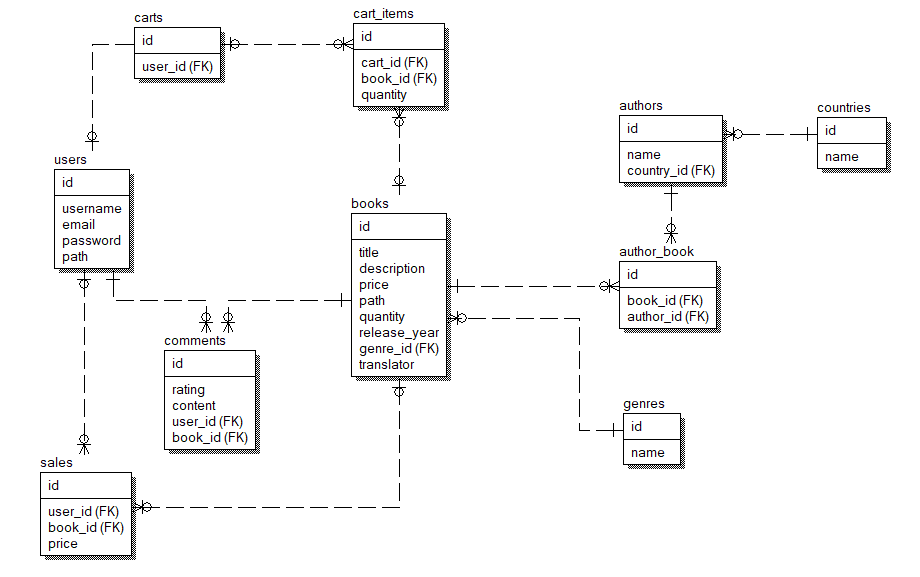 carts
id
user_id (FK)
cart_items
id
cart_id (FK)
book_id (FK)
quantity
authors
id
name
country_id (FK)
countries
id
name
users
id
username
email
password
path
books
id
title
description
price
path
quantity
release_year
genre_id (FK)
translator
author_book
id
book_id (FK)
author_id (FK)
comments
id
rating
content
user_id (FK)
book_id (FK)
genres
id
name
sales
id
user_id (FK)
book_id (FK)
price